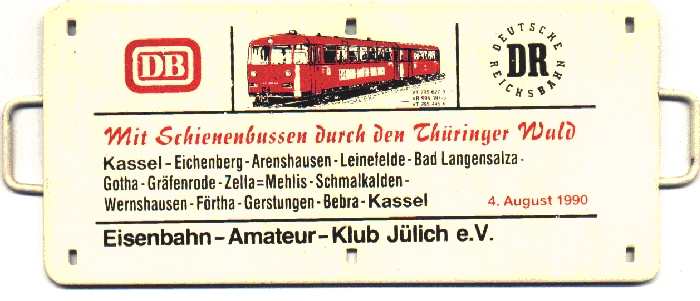 DB
DEUTSCHE
DR
REICHSBAHN
Mit Schienenbussen durch den Thüringer Wald
Kassel - Eichenberg - Arenshausen - Leinefelde - Bad Langensalza -
Gotha - Gräfenrode - Zella=Mehlis - Schmalkalden -
Wernshausen - Förtha - Gerstungen - Bebra - Kassel 4. August 1990
Eisenbahn - Amateur - Klub Jülich e.V.